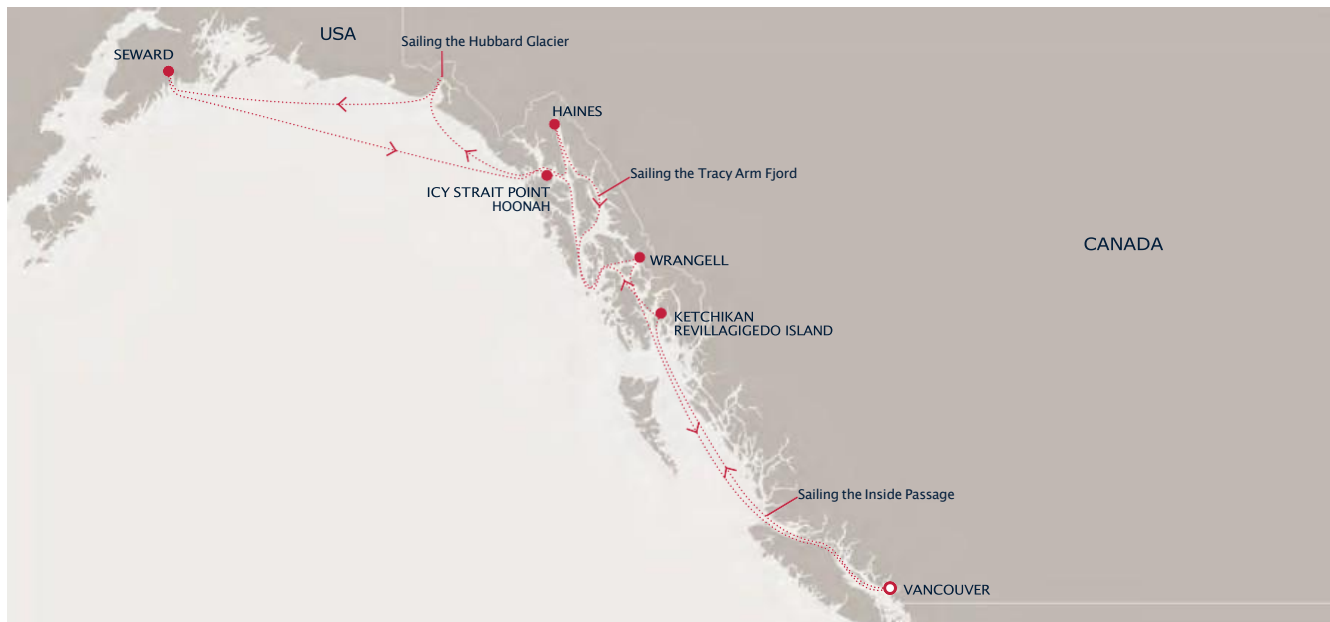 USA
Sailing the Hubbard Glacier
SEWARD
HAINES
Sailing the Tracy Arm Fjord
ICY STRAIT POINT
HOONAH
CANADA
WRANGELL
KETCHIKAN
REVILLAGIGEDO ISLAND
Sailing the Inside Passage
VANCOUVER